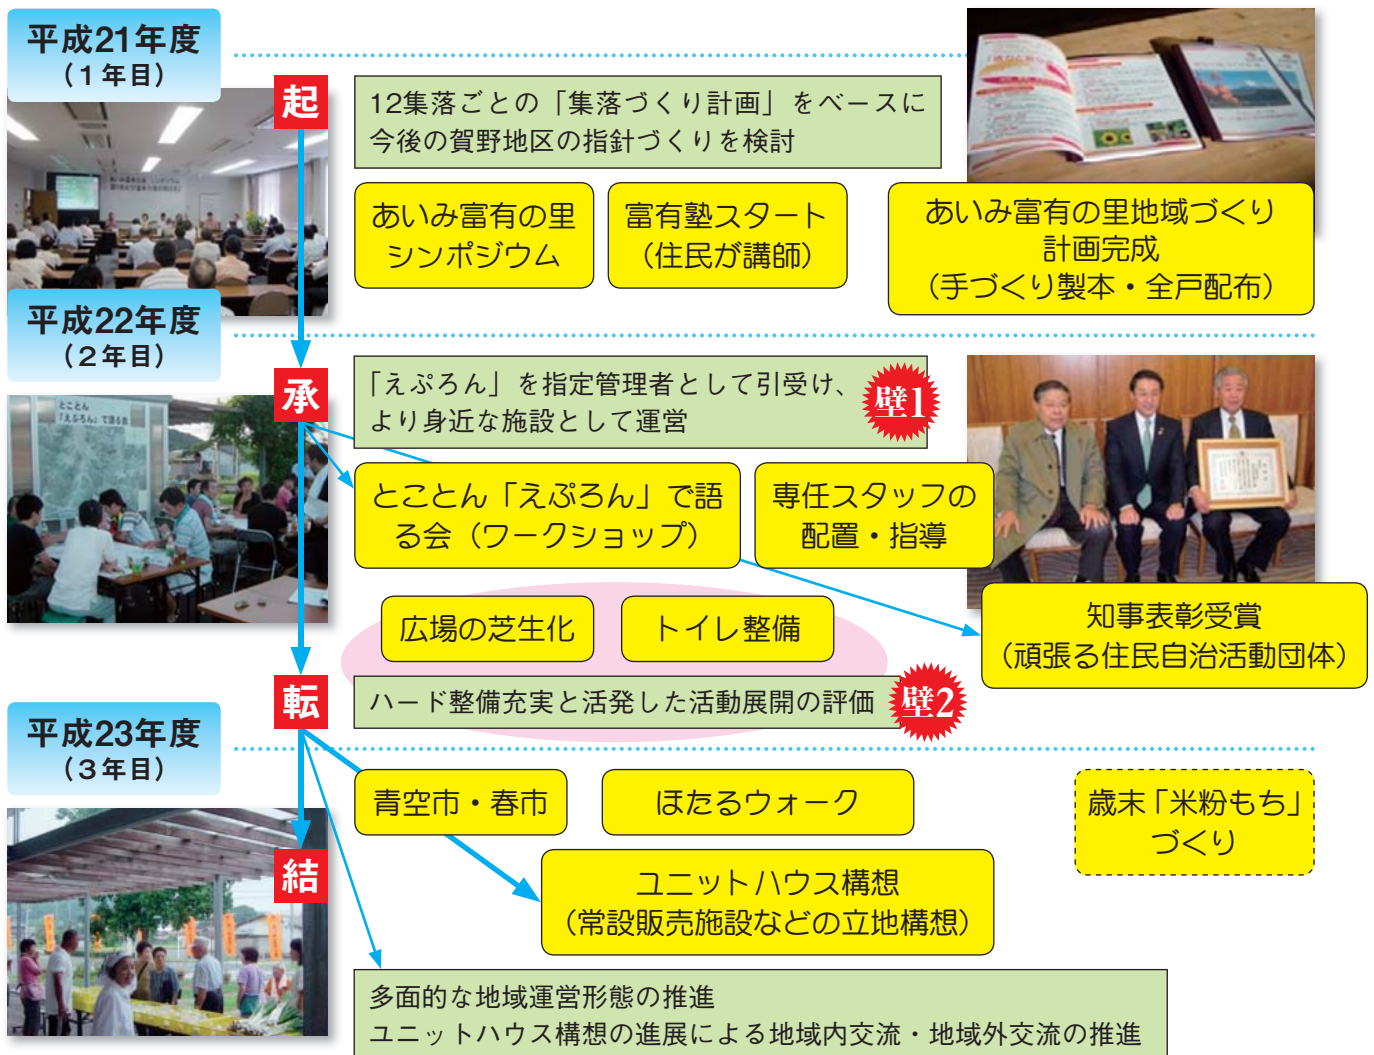 平成21年度
（1年目）
起
12集落ごとの「集落づくり計画」をベースに
今後の賀野地区の指針づくりを検討
あいみ富有の里
シンポジウム
富有塾スタート
（住民が講師）
あいみ富有の里地域づくり
計画完成
（手づくり製本・全戸配布）
平成22年度
（2年目）
承
「えぷろん」を指定管理者として引受け、
より身近な施設として運営
壁1
とことん
「えぷろん」で語る会
とことん「えぷろん」で語
る会（ワークショップ）
専任スタッフの
配置・指導
知事表彰受賞
（頑張る住民自治活動団体）
広場の芝生化
トイレ整備
転
ハード整備充実と活発した活動展開の評価
壁2
平成23年度
（3年目）
青空市・春市
ほたるウォーク
歳末「米粉もち」
づくり
結
ユニットハウス構想
（常設販売施設などの立地構想）
多面的な地域運営形態の推進
ユニットハウス構想の進展による地域内交流・地域外交流の推進